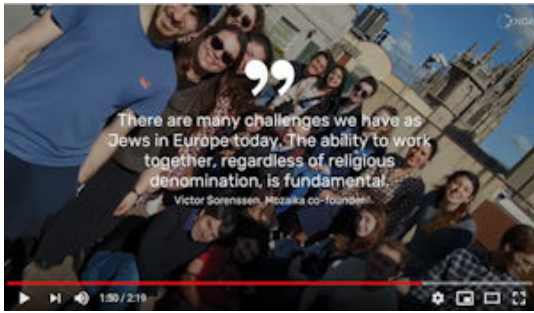 There are many challenges we have as
Jews in Europe today. The ability to work
together, regardless of religious
denomination, is fundamental.
Victor Sorenssen, Mozaika co-founder
1:50 / 2:19